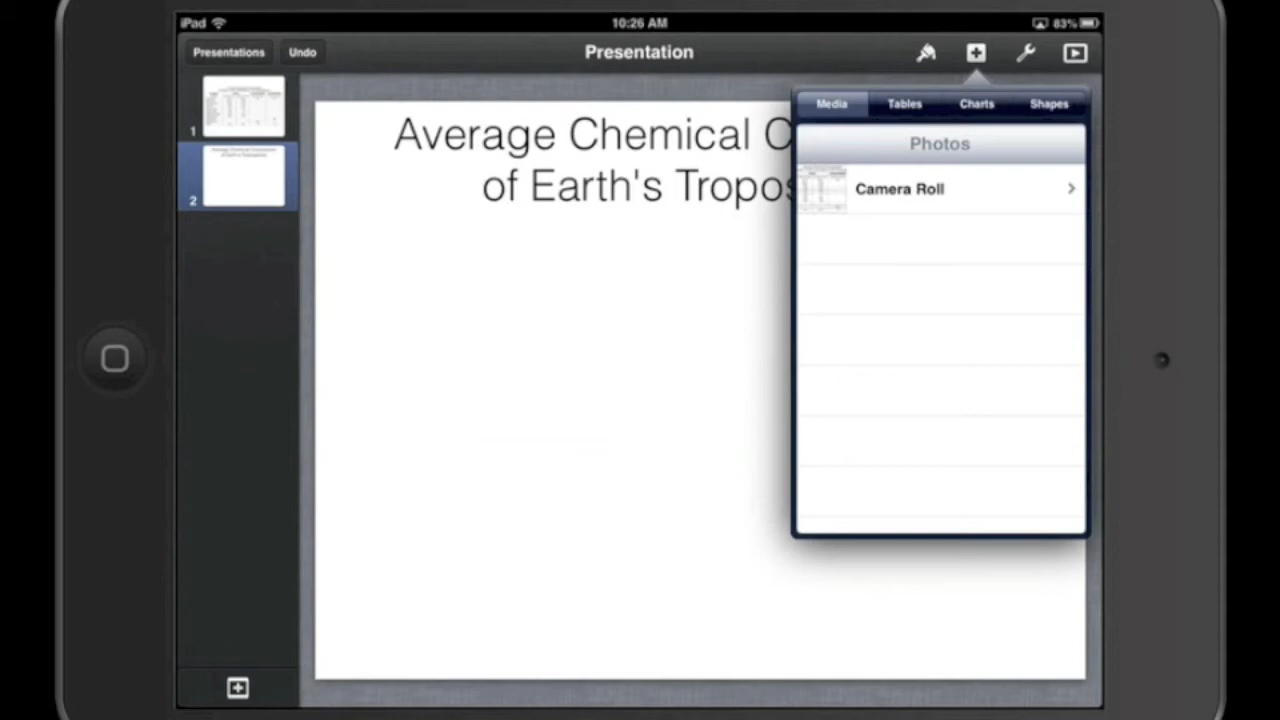 iPad
10:26 AM
83%
Presentations
Undo
Presentation
Media
Tables
Charts
Shapes
Photos
Camera Roll
1
2
Average Chemical C
of Earth's Tropos